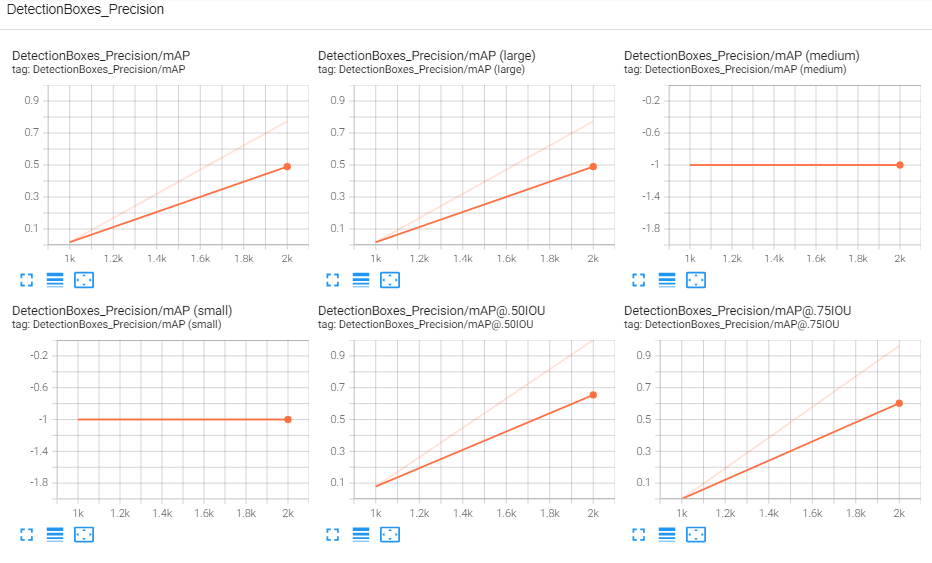 DetectionBoxes_Precision
DetectionBoxes_Precision/mAP
tag: DetectionBoxes_Precision/mAP
0.9
0.7
0.5
0.3
0.1
1k 1.2k 1.4k 1.6k 1.8k 2k
DetectionBoxes_Precision/mAP (large)
tag: DetectionBoxes_Precision/mAP (large)
0.9
0.7
0.5
0.3
0.1
1k 1.2k 1.4k 1.6k 1.8k 2k
DetectionBoxes_Precision/mAP (medium)
tag: DetectionBoxes_Precision/mAP (medium)
-0.2
-0.6
-1
-1.4
-1.8
1k 1.2k 1.4k 1.6k 1.8k 2k
DetectionBoxes_Precision/mAP (small)
tag: DetectionBoxes_Precision/mAP (small)
-0.2
-0.6
-1
-1.4
-1.8
1k 1.2k 1.4k 1.6k 1.8k 2k
DetectionBoxes_Precision/mAP@.50IOU
tag: DetectionBoxes_Precision/mAP@.50IOU
0.9
0.7
0.5
0.3
0.1
1k 1.2k 1.4k 1.6k 1.8k 2k
DetectionBoxes_Precision/mAP@.75IOU
tag: DetectionBoxes_Precision/mAP@.75IOU
0.9
0.7
0.5
0.3
0.1
1k 1.2k 1.4k 1.6k 1.8k 2k